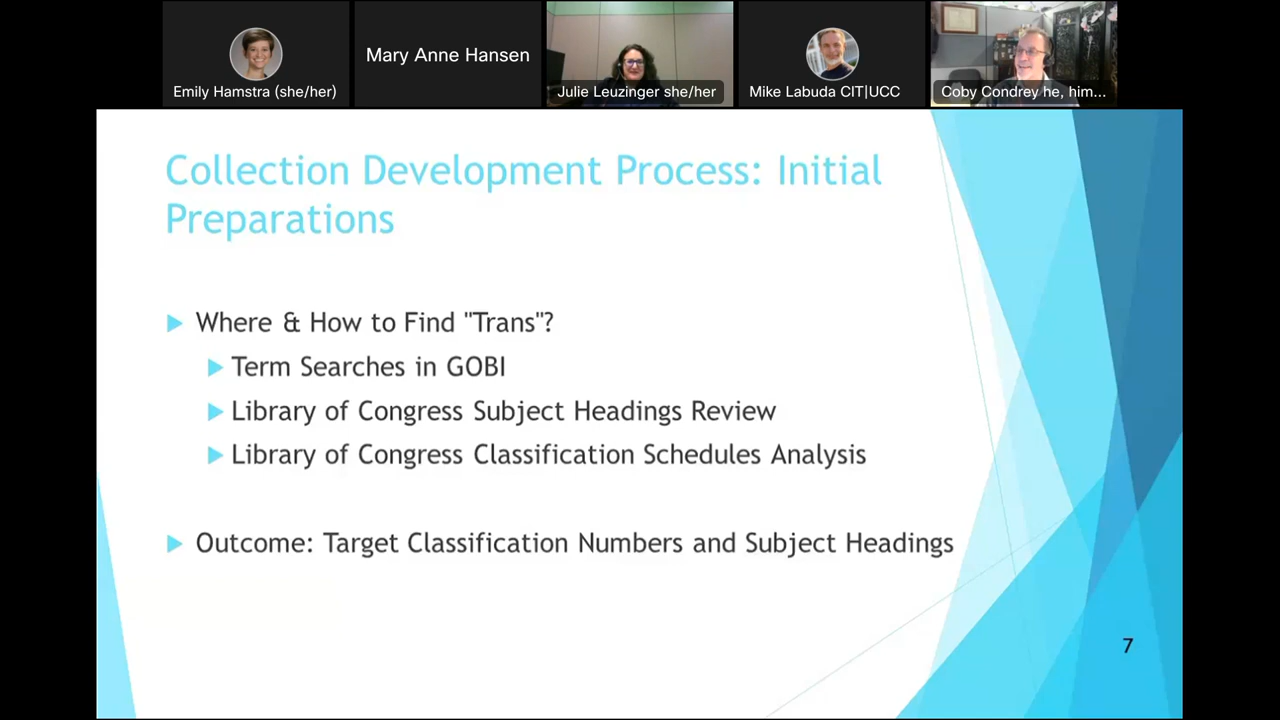 Emily Hamstra (she/her)
Mary Anne Hansen
Julie Leuzinger she/her
Mike Labuda CIT|UCC
Coby Condrey he, him...
Collection Development Process: Initial
Preparations
Where & How to Find "Trans"?
Term Searches in GOBI
Library of Congress Subject Headings Review
Library of Congress Classification Schedules Analysis
Outcome: Target Classification Numbers and Subject Headings
7